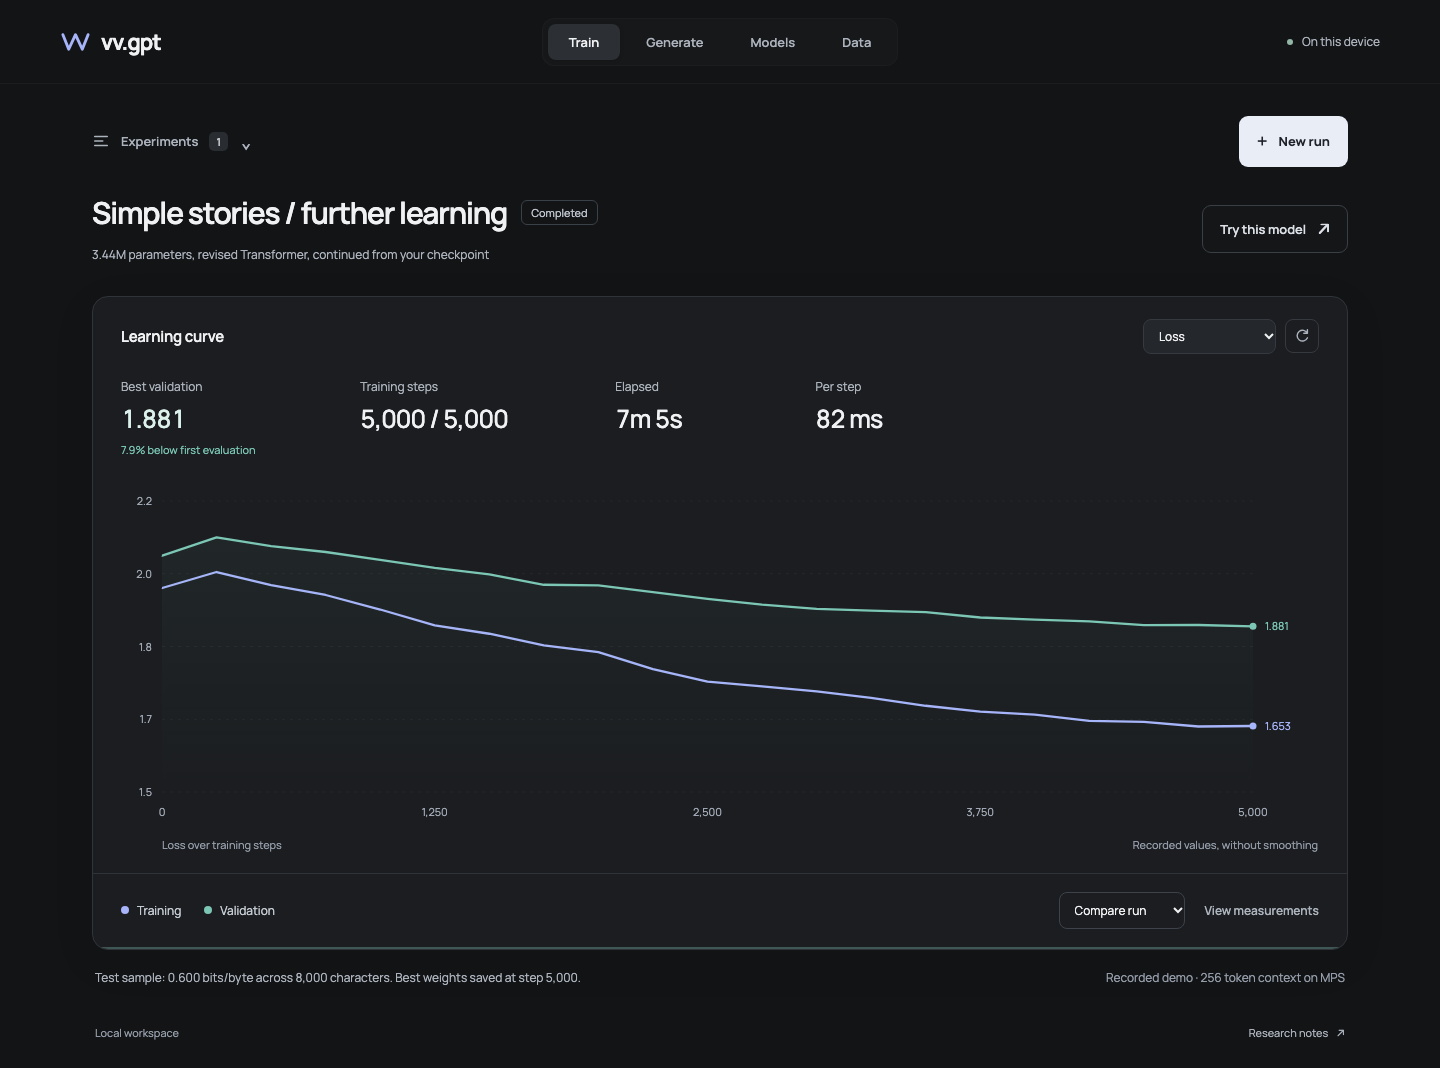 vv.gpt
Train
Generate
Models
Data
On this device
Experiments 1
+ New run
Simple stories / further learning
Completed
3.44M parameters, revised Transformer, continued from your checkpoint
Try this model
Learning curve
Loss
Best validation
1.881
7.9% below first evaluation
Training steps
5,000 / 5,000
Elapsed
7m 5s
Per step
82 ms
2.2
2.0
1.8
1.7
1.5
1.881
1.653
0
1,250
2,500
3,750
5,000
Loss over training steps
Recorded values, without smoothing
Training
Validation
Compare run
View measurements
Test sample: 0.600 bits/byte across 8,000 characters. Best weights saved at step 5,000.
Recorded demo · 256 token context on MPS
Local workspace
Research notes